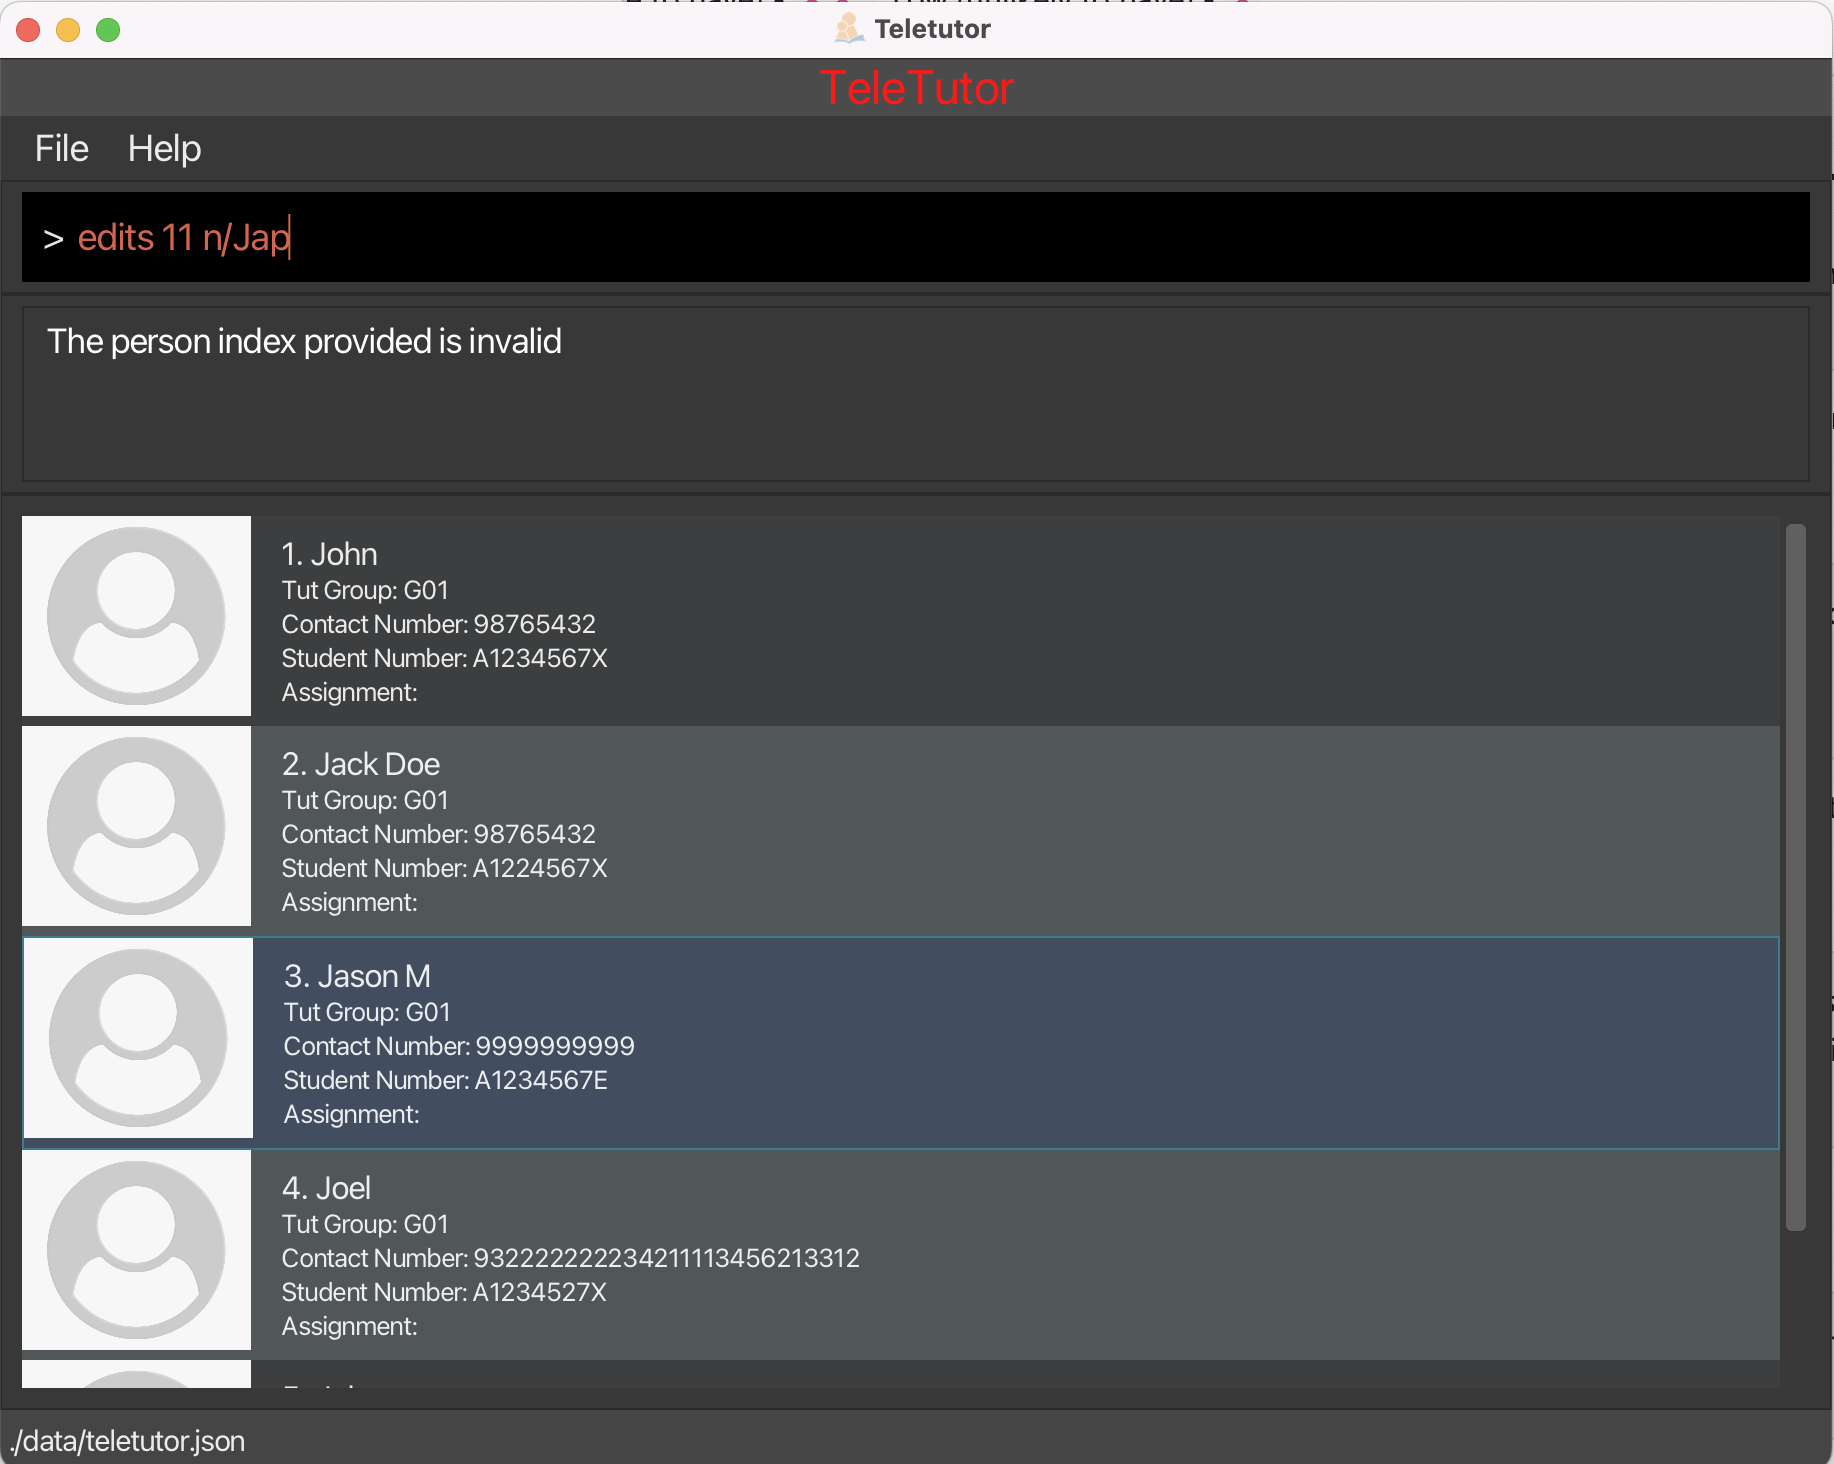 Teletutor
TeleTutor
File Help
> edits 11 n/Jap
The person index provided is invalid
1. John
Tut Group: G01
Contact Number: 98765432
Student Number: A1234567X
Assignment:
2. Jack Doe
Tut Group: G01
Contact Number: 98765432
Student Number: A1224567X
Assignment:
3. Jason M
Tut Group: G01
Contact Number: 9999999999
Student Number: A1234567E
Assignment:
4. Joel
Tut Group: G01
Contact Number: 932222222234211113456213312
Student Number: A1234527X
Assignment:
./data/teletutor.json